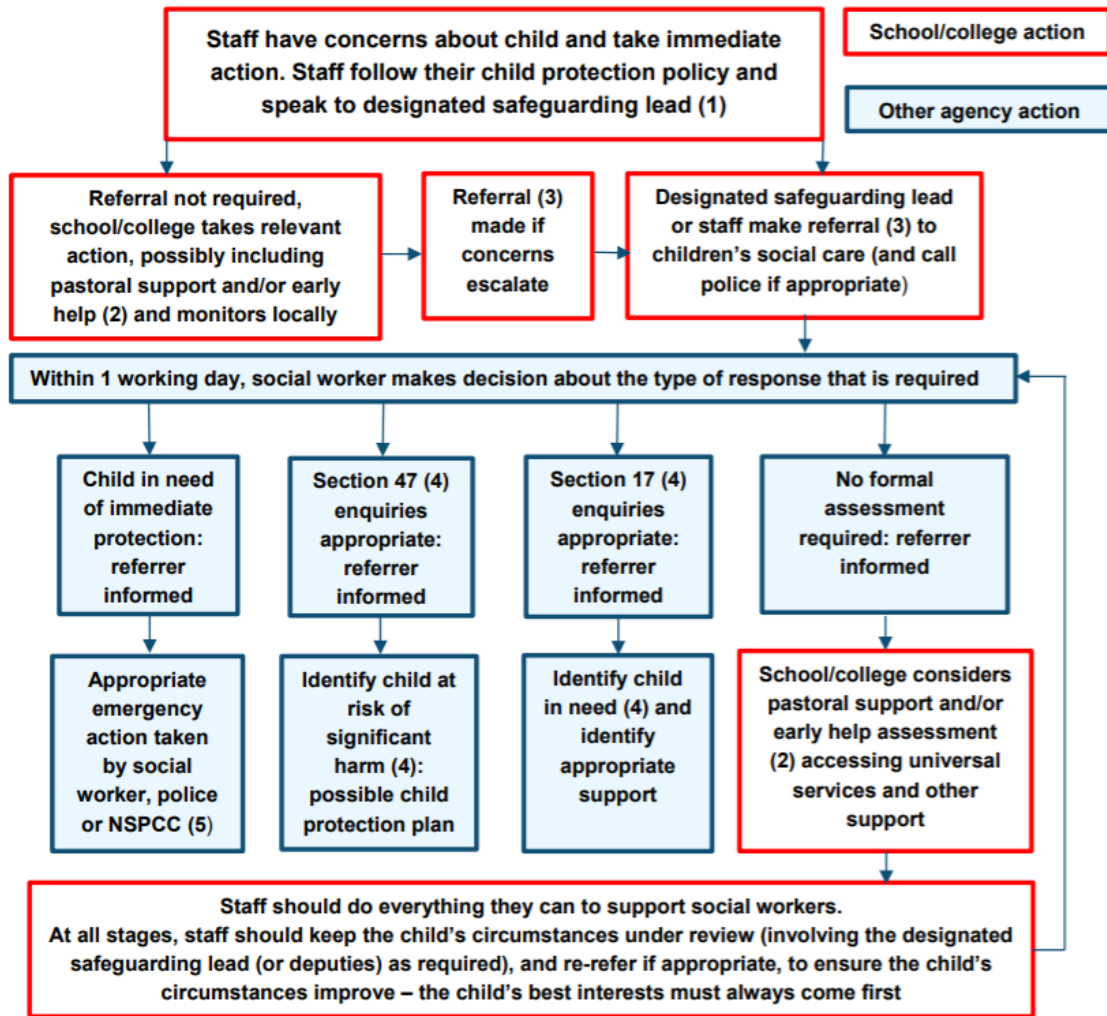 Staff have concerns about child and take immediate
action. Staff follow their child protection policy and
speak to designated safeguarding lead (1)
School/college action
Other agency action
Referral not required,
school/college takes relevant
action, possibly including
pastoral support and/or early
help (2) and monitors locally
Referral (3)
made if
concerns
escalate
Designated safeguarding lead
or staff make referral (3) to
children’s social care (and call
police if appropriate)
Within 1 working day, social worker makes decision about the type of response that is required
Child in need
of immediate
protection:
referrer
informed
Section 47 (4)
enquiries
appropriate:
referrer
informed
Section 17 (4)
enquiries
appropriate:
referrer
informed
No formal
assessment
required: referrer
informed
Appropriate
emergency
action taken
by social
worker, police
or NSPCC (5)
Identify child at
risk of
significant
harm (4):
possible child
protection plan
Identify child
in need (4) and
identify
appropriate
support
School/college considers
pastoral support and/or
early help assessment
(2) accessing universal
services and other
support
Staff should do everything they can to support social workers.
At all stages, staff should keep the child’s circumstances under review (involving the designated
safeguarding lead (or deputies) as required), and re-refer if appropriate, to ensure the child’s
circumstances improve – the child’s best interests must always come first